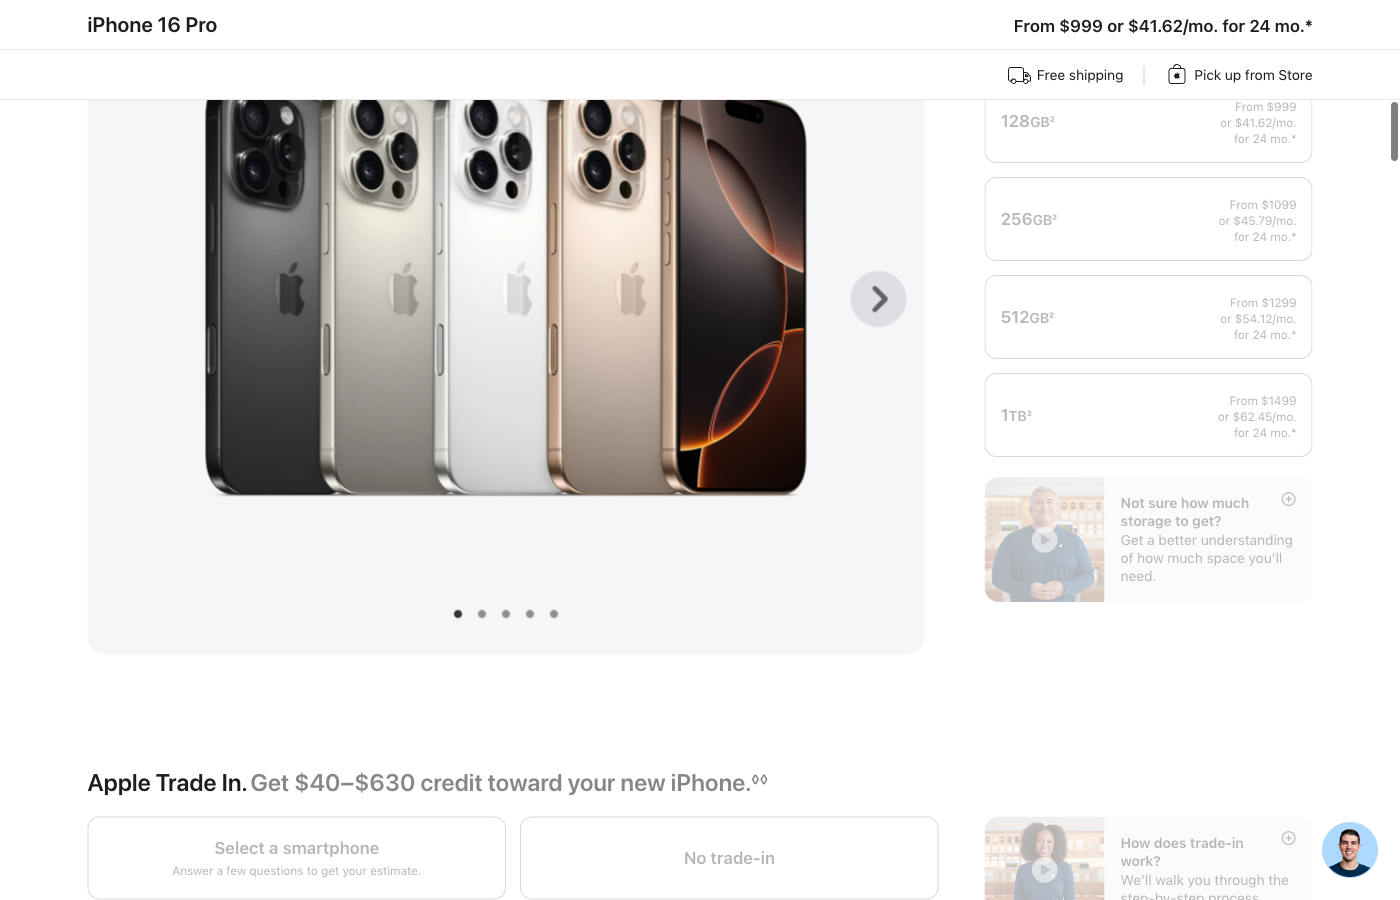 iPhone 16 Pro
From $999 or $41.62/mo. for 24 mo.*
Free shipping
Pick up from Store
128GB²
From $999
or $41.62/mo.
for 24 mo.*
256GB²
From $1099
or $45.79/mo.
for 24 mo.*
512GB²
From $1299
or $54.12/mo.
for 24 mo.*
1TB²
From $1499
or $62.45/mo.
for 24 mo.*
Not sure how much
storage to get?
Get a better understanding
of how much space you’ll
need.
Apple Trade In. Get $40–$630 credit toward your new iPhone.◊◊
Select a smartphone
Answer a few questions to get your estimate.
No trade-in
How does trade-in
work?
We’ll walk you through the
step-by-step process